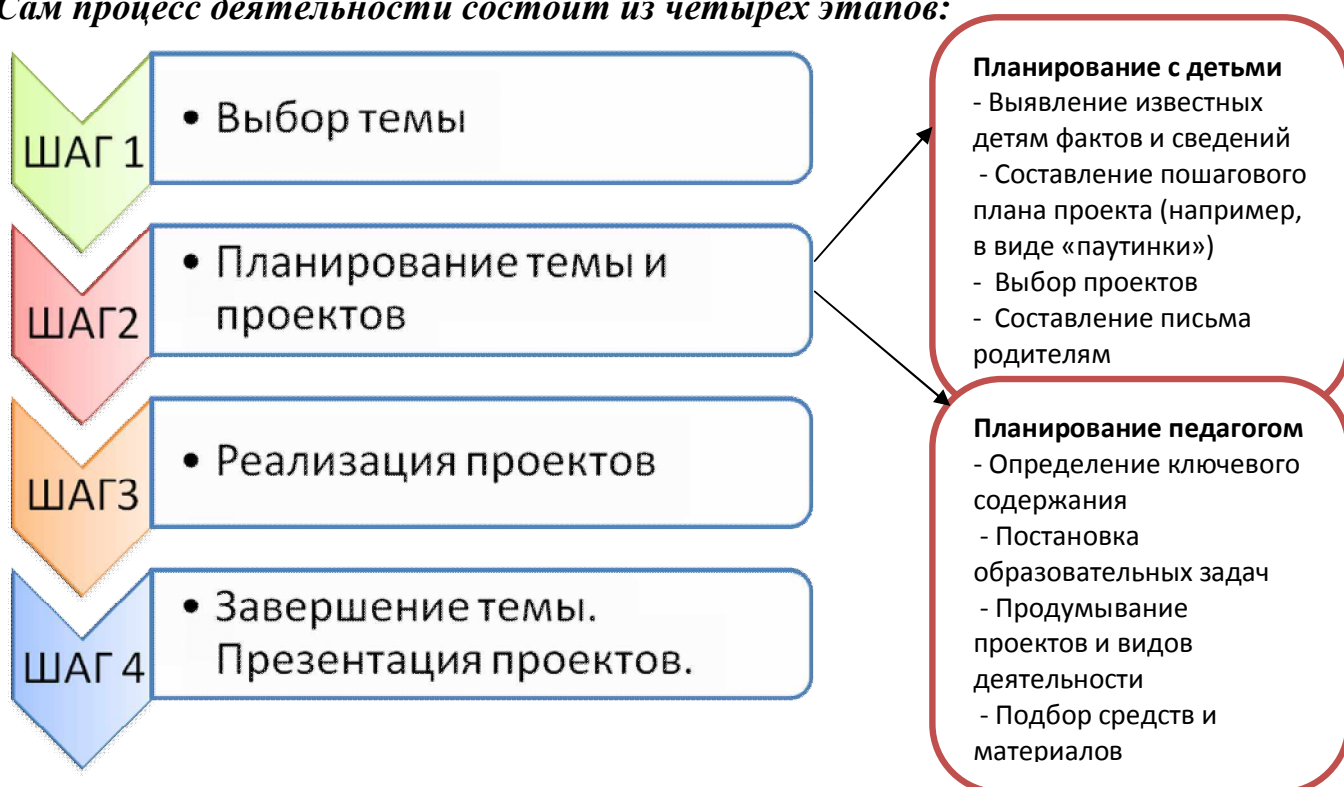 Сам процесс деятельности состоит из четырех этапов:
ШАГ 1
• Выбор темы
ШАГ2
• Планирование темы и
проектов
ШАГ3
• Реализация проектов
ШАГ 4
• Завершение темы.
Презентация проектов.
Планирование с детьми
- Выявление известных
детям фактов и сведений
- Составление пошагового
плана проекта (например,
в виде «паутинки»)
- Выбор проектов
- Составление письма
родителям
Планирование педагогом
- Определение ключевого
содержания
- Постановка
образовательных задач
- Продумывание
проектов и видов
деятельности
- Подбор средств и
материалов